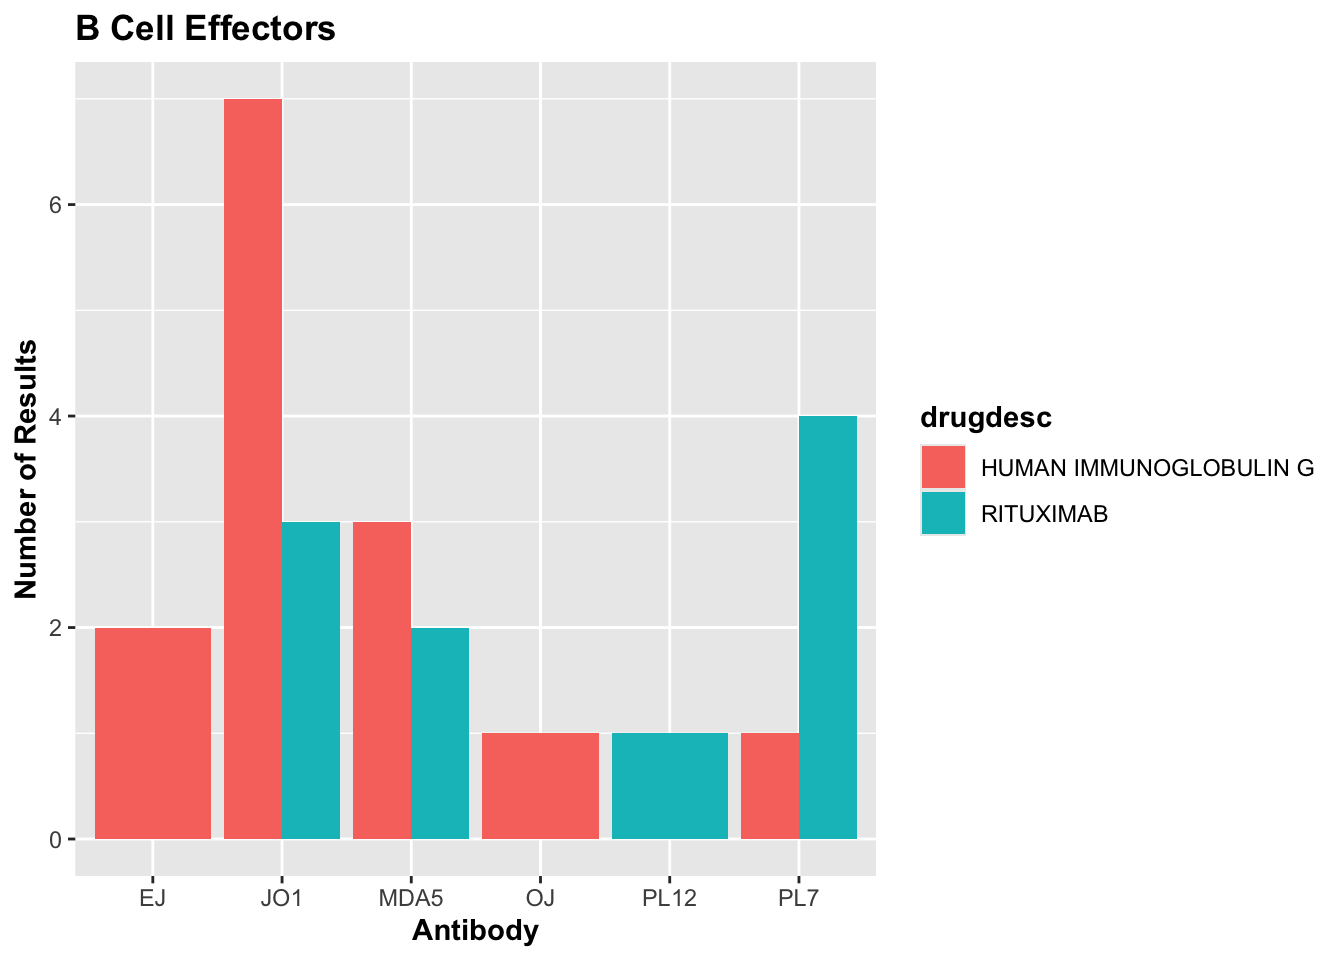 B Cell Effectors
Number of Results
6
4
2
0
EJ JO1 MDA5 OJ PL12 PL7
Antibody
drugdesc
HUMAN IMMUNOGLOBULIN G
RITUXIMAB